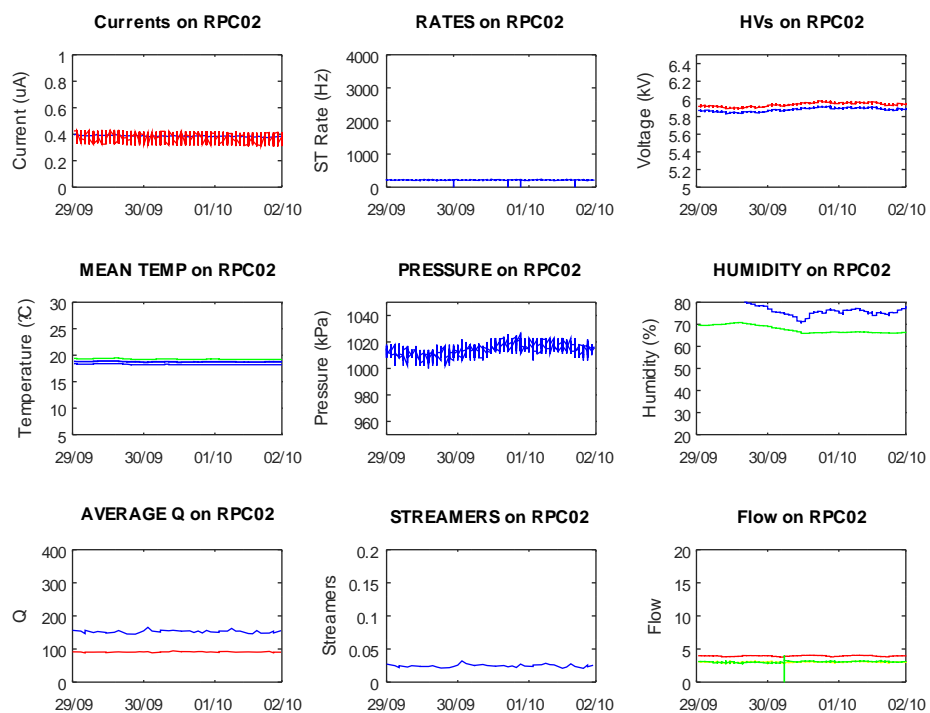 Currents on RPC02
RATES on RPC02
HVs on RPC02
Current (uA)
1
0.8
0.6
0.4
0.2
0
29/09 30/09 01/10 02/10
ST Rate (Hz)
4000
3000
2000
1000
0
29/09 30/09 01/10 02/10
Voltage (kV)
6.4
6.2
6
5.8
5.6
5.4
5.2
5
29/09 30/09 01/10 02/10
MEAN TEMP on RPC02
PRESSURE on RPC02
HUMIDITY on RPC02
Temperature (?C)
30
25
20
15
10
5
29/09 30/09 01/10 02/10
Pressure (kPa)
1040
1020
1000
980
960
29/09 30/09 01/10 02/10
Humidity (%)
80
70
60
50
40
30
20
29/09 30/09 01/10 02/10
AVERAGE Q on RPC02
STREAMERS on RPC02
Flow on RPC02
Q
400
300
200
100
0
29/09 30/09 01/10 02/10
Streamers
0.2
0.15
0.1
0.05
0
29/09 30/09 01/10 02/10
Flow
20
15
10
5
0
29/09 30/09 01/10 02/10